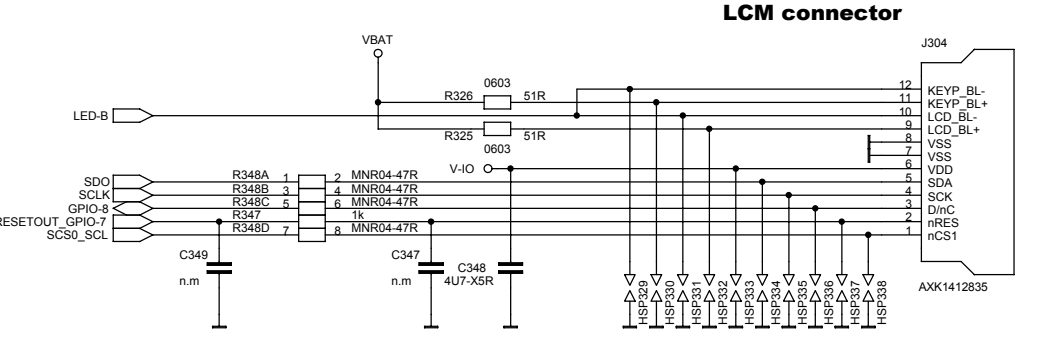 LCM connector
J304
VBAT
0603
R326 51R
12 KEYP_BL-
11 KEYP_BL+
LED-B
10 LCD_BL-
R325 51R
9 LCD_BL+
0603
8 VSS
7 VSS
V-IO
6 VDD
SDO R348A 1 2 MNR04-47R 5 SDA
SCLK R348B 3 4 MNR04-47R 4 SCK
GPIO-8 R348C 5 6 MNR04-47R 3 D/nC
RESETOUT_GPIO-7 R347 1k 2 nRES
SCS0_SCL R348D 7 8 MNR04-47R 1 nCS1
C349
n.m
C347
n.m
C348
4U7-X5R
HSP329
HSP330
HSP331
HSP332
HSP333
HSP334
HSP335
HSP336
HSP337
HSP338
AXK1412835